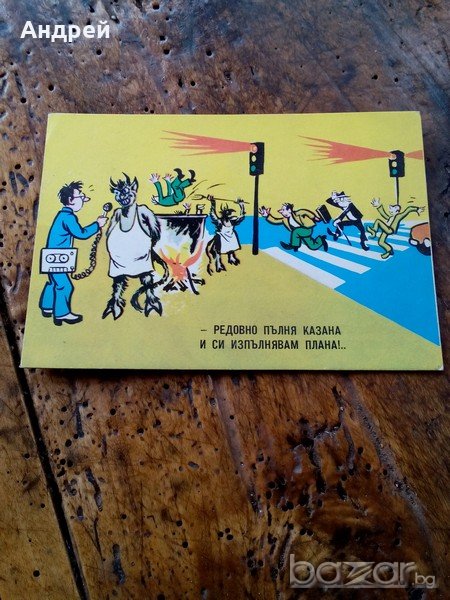 Андрей
– РЕДОВНО ПЪЛНЯ КАЗАНА
И СИ ИЗПЪЛНЯВАМ ПЛАНА!..
bazar.bg